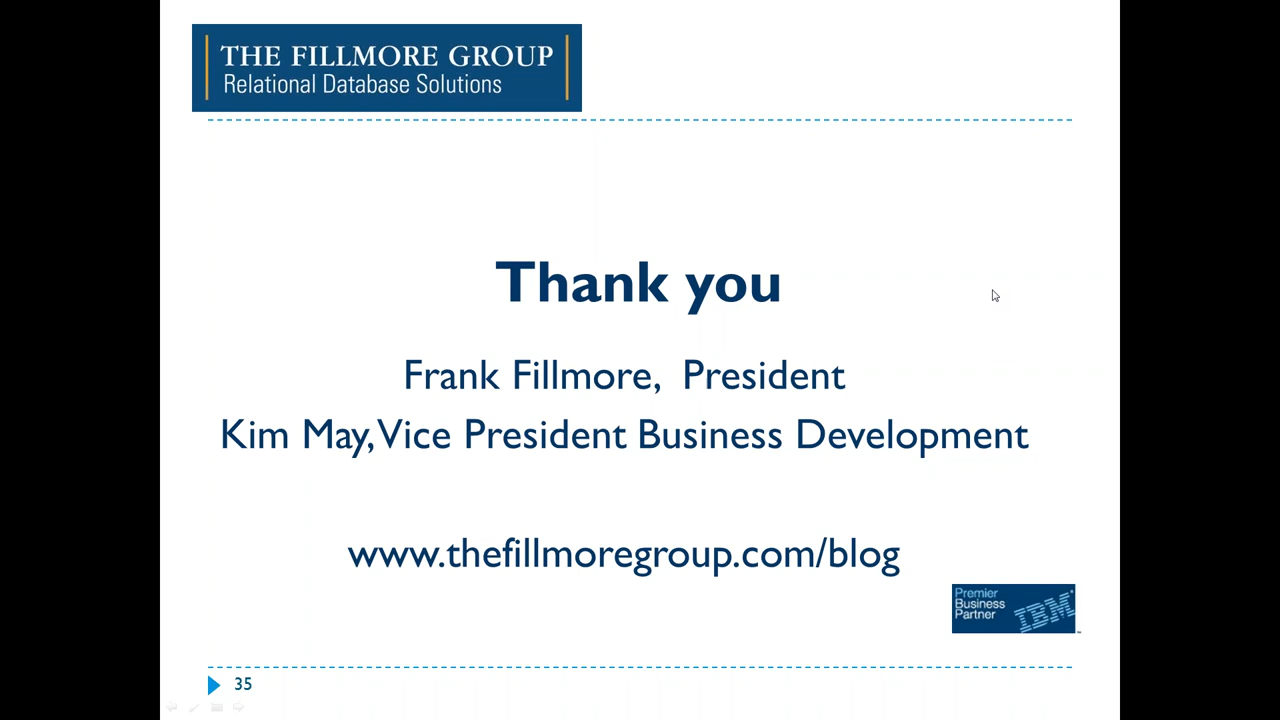 THE FILLMORE GROUP
Relational Database Solutions
Thank you
Frank Fillmore, President
Kim May, Vice President Business Development
www.thefillmoregroup.com/blog
Premier
Business
Partner
IBM
35